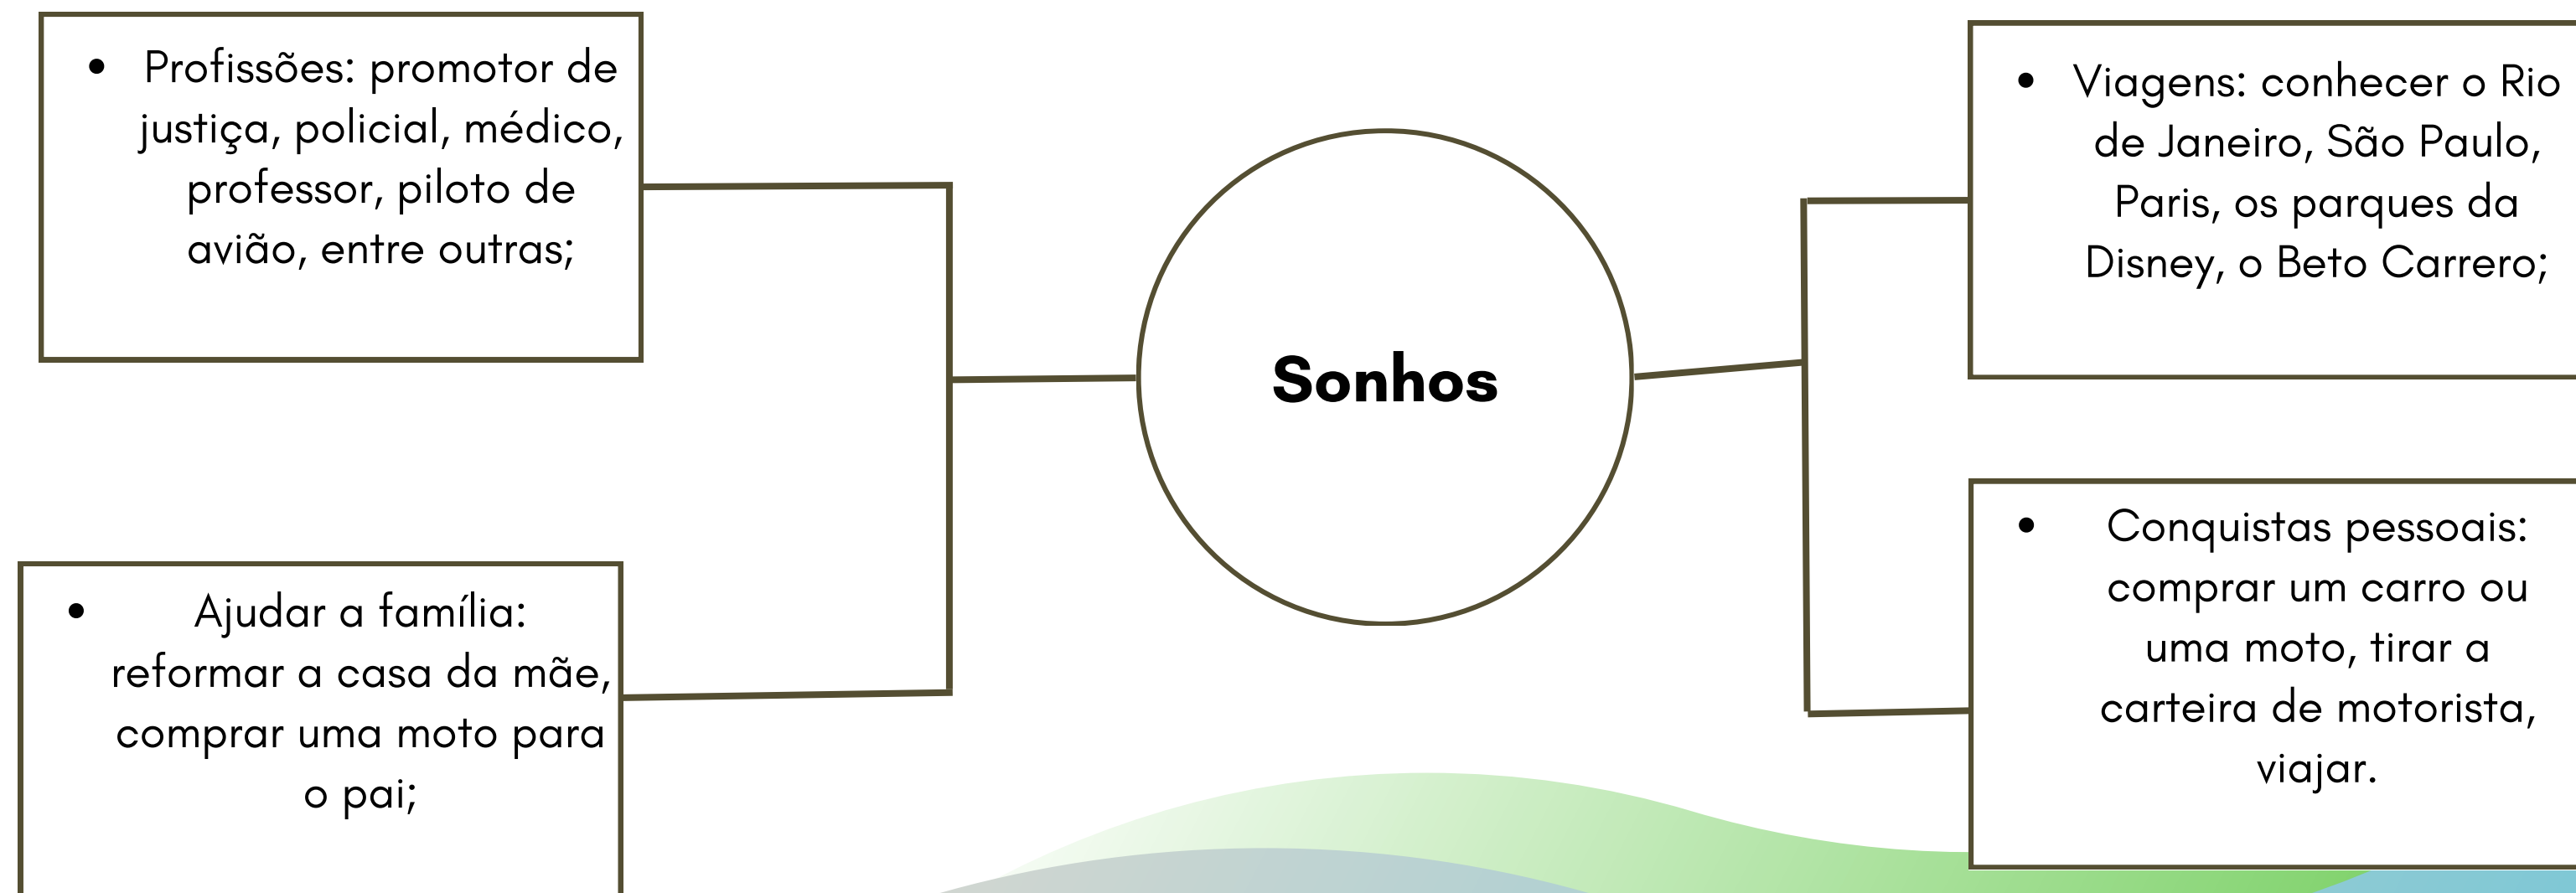 • Profissões: promotor de
justiça, policial, médico,
professor, piloto de
avião, entre outras;
• Ajudar a família:
reformar a casa da mãe,
comprar uma moto para
o pai;
Sonhos
• Viagens: conhecer o Rio
de Janeiro, São Paulo,
Paris, os parques da
Disney, o Beto Carrero;
• Conquistas pessoais:
comprar um carro ou
uma moto, tirar a
carteira de motorista,
viajar.